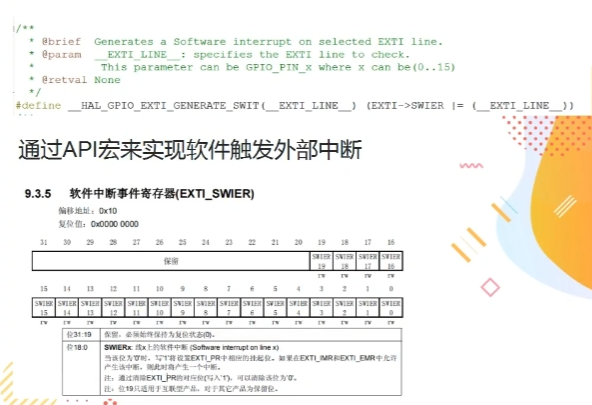 /**
* @brief Generates a Software interrupt on selected EXTI line.
* @param __EXTI_LINE__: specifies the EXTI line to check.
* This parameter can be GPIO_PIN_x where x can be(0..15)
* @retval None
*/
#define __HAL_GPIO_EXTI_GENERATE_SWIT(__EXTI_LINE__) (EXTI->SWIER |= (__EXTI_LINE__))
通过API宏来实现软件触发外部中断
9.3.5 软件中断事件寄存器(EXTI_SWIER)
偏移地址：0x10
复位值：0x0000 0000
31 30 29 28 27 26 25 24 23 22 21 20 19 18 17 16
保留 SWIER SWIER SWIER SWIER
19 18 17 16
rw rw rw rw
15 14 13 12 11 10 9 8 7 6 5 4 3 2 1 0
SWIER SWIER SWIER SWIER SWIER SWIER SWIER SWIER SWIER SWIER SWIER SWIER SWIER SWIER SWIER SWIER
15 14 13 12 11 10 9 8 7 6 5 4 3 2 1 0
rw rw rw rw rw rw rw rw rw rw rw rw rw rw rw rw
位31:19 保留，必须始终保持为复位状态(0)。
位18:0 SWIERx: 线x上的软件中断 (Software interrupt on line x)
当该位为'0'时，写'1'将设置EXTI_PR中相应的挂起位。如果在EXTI_IMR和EXTI_EMR中允许
产生该中断，则此时将产生一个中断。
注：通过清除EXTI_PR的对应位(写入'1')，可以清除该位为'0'。
注：位19只适用于互联型产品，对于其它产品为保留位。